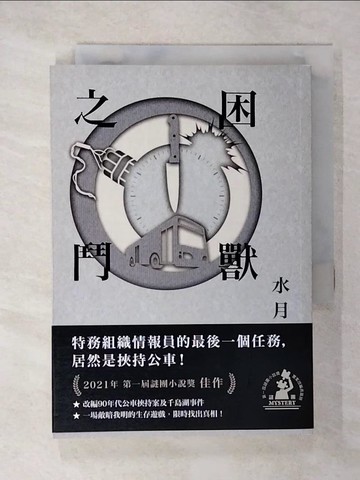 困獸
之鬥
水月
特務組織情報員的最後一個任務，
居然是挾持公車！
2021年 第一屆謎團小說獎 佳作
★ 改編90年代公車挾持案及千島湖事件
★ 一場敵暗我明的生存遊戲，限時找出真相！
謎團
MYSTERY